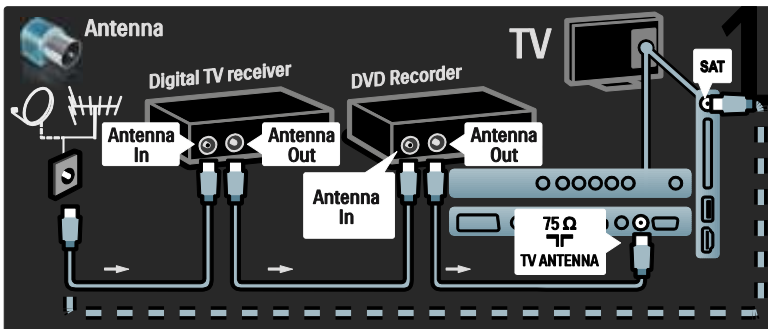 Antenna
TV
1
SAT
Digital TV receiver
DVD Recorder
Antenna
In
Antenna
Out
Antenna
In
Antenna
Out
75 Ω
TV ANTENNA